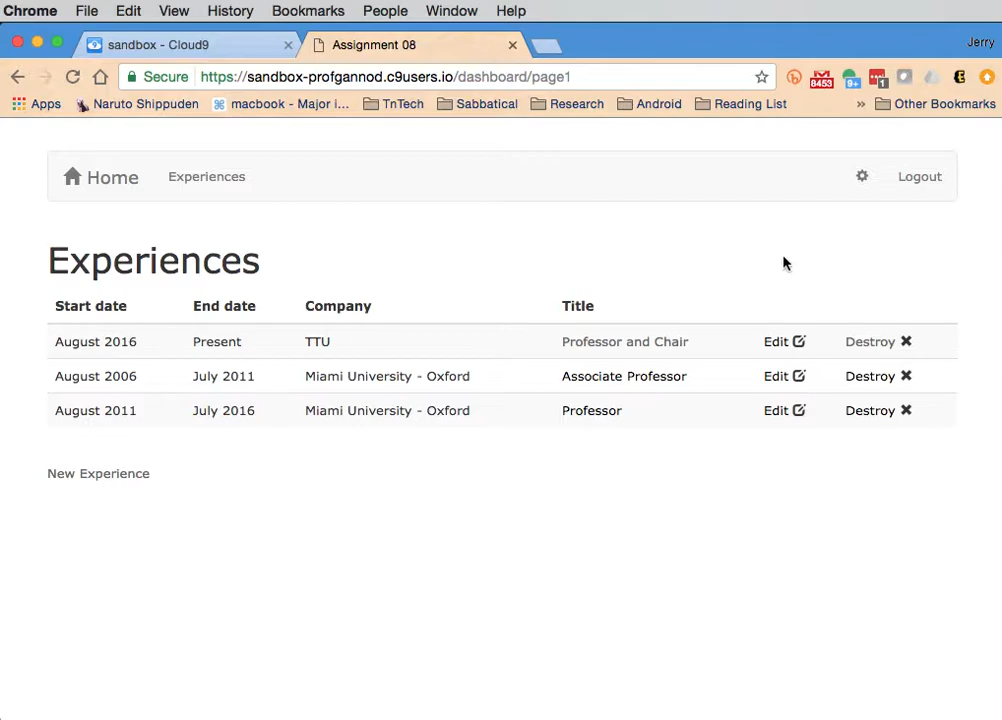 Chrome File Edit View History Bookmarks People Window Help
sandbox - Cloud9 Assignment 08 Jerry
Secure https://sandbox-profgannod.c9users.io/dashboard/page1 8453 9+ 1
Apps Naruto Shippuden macbook - Major i... TnTech Sabbatical Research Android Reading List » Other Bookmarks
Home Experiences Logout
Experiences
Start date End date Company Title
August 2016 Present TTU Professor and Chair Edit Destroy
August 2006 July 2011 Miami University - Oxford Associate Professor Edit Destroy
August 2011 July 2016 Miami University - Oxford Professor Edit Destroy
New Experience